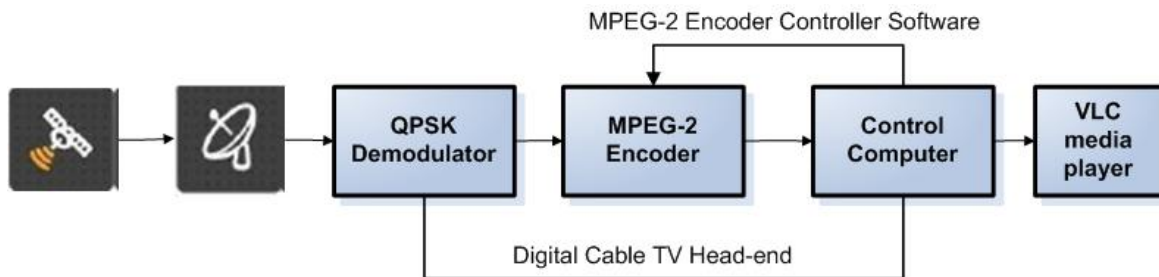 MPEG-2 Encoder Controller Software
QPSK
Demodulator
MPEG-2
Encoder
Control
Computer
VLC
media
player
Digital Cable TV Head-end